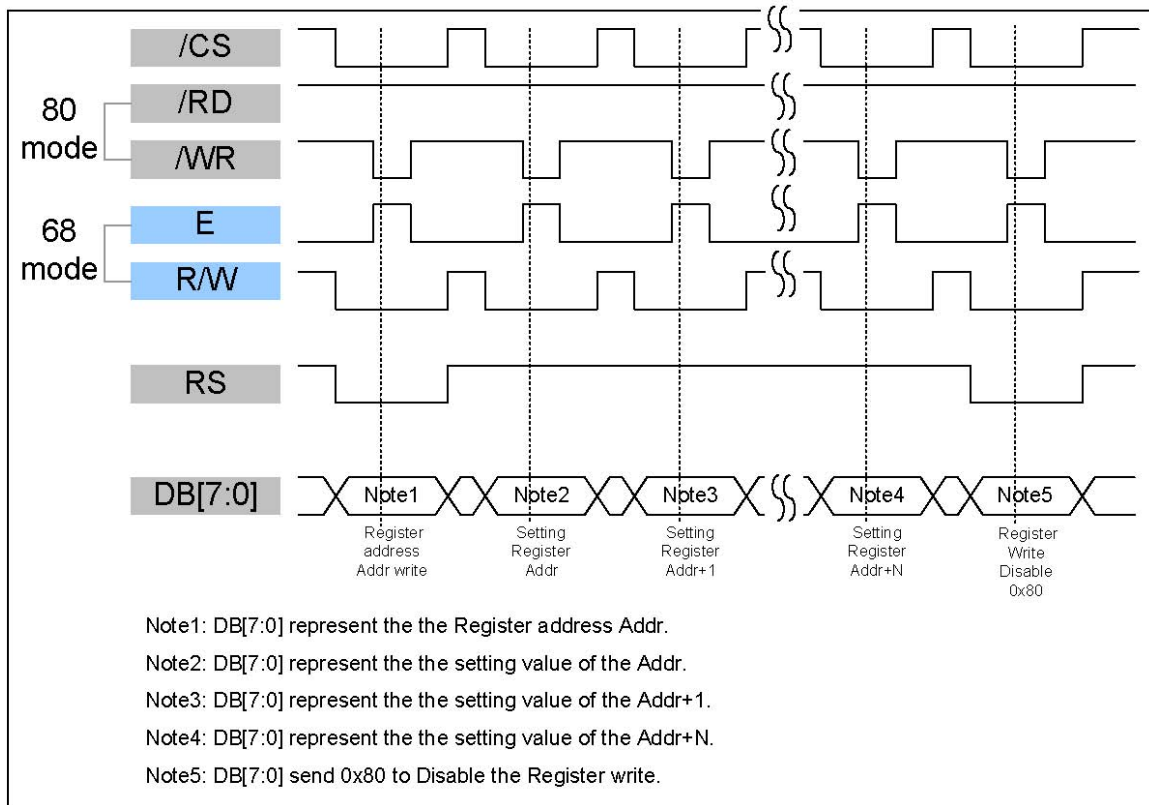 /CS
80
mode
/RD
/WR
68
mode
E
R/W
RS
DB[7:0]
Note1
Note2
Note3
Note4
Note5
Register
address
Addr write
Setting
Register
Addr
Setting
Register
Addr+1
Setting
Register
Addr+N
Register
Write
Disable
0x80
Note1: DB[7:0] represent the the Register address Addr.
Note2: DB[7:0] represent the the setting value of the Addr.
Note3: DB[7:0] represent the the setting value of the Addr+1.
Note4: DB[7:0] represent the the setting value of the Addr+N.
Note5: DB[7:0] send 0x80 to Disable the Register write.